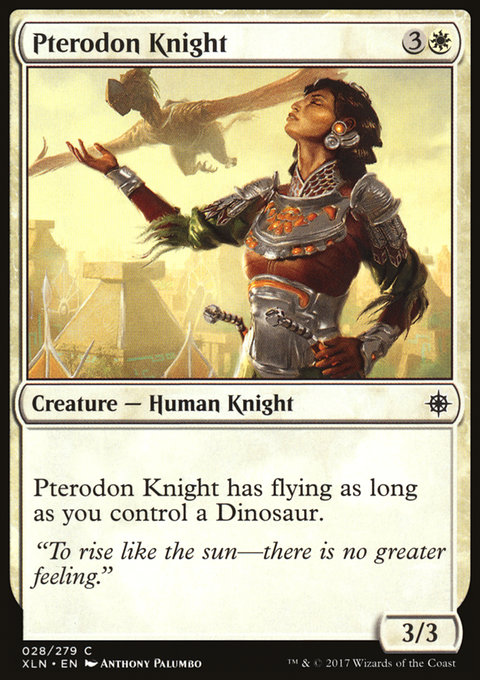 Pterodon Knight 3
Creature — Human Knight
Pterodon Knight has flying as long
as you control a Dinosaur.
“To rise like the sun—there is no greater
feeling.”
3/3
028/279 C
XLN • EN Anthony Palumbo
™ & © 2017 Wizards of the Coast